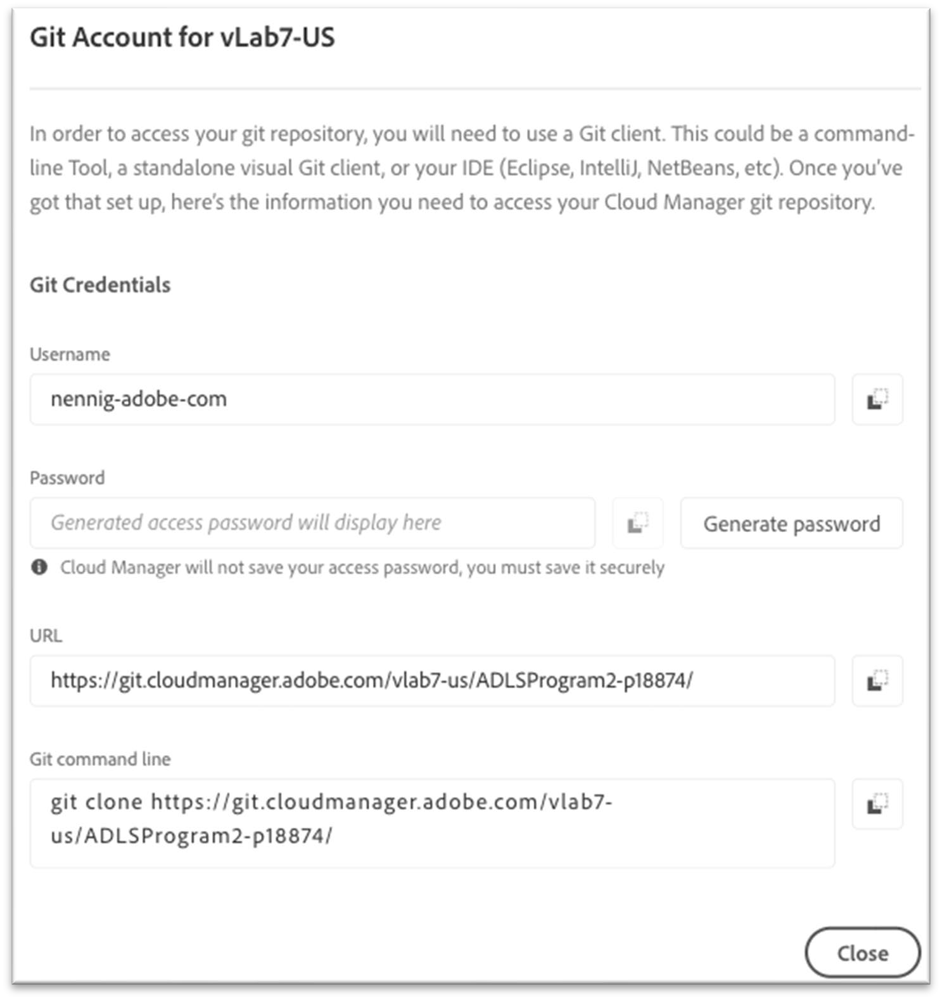 Git Account for vLab7-US
In order to access your git repository, you will need to use a Git client. This could be a command-
line Tool, a standalone visual Git client, or your IDE (Eclipse, IntelliJ, NetBeans, etc). Once you've
got that set up, here's the information you need to access your Cloud Manager git repository.
Git Credentials
Username
nennig-adobe-com
Password
Generated access password will display here
Generate password
Cloud Manager will not save your access password, you must save it securely
URL
https://git.cloudmanager.adobe.com/vlab7-us/ADLSProgram2-p18874/
Git command line
git clone https://git.cloudmanager.adobe.com/vlab7-
us/ADLSProgram2-p18874/
Close